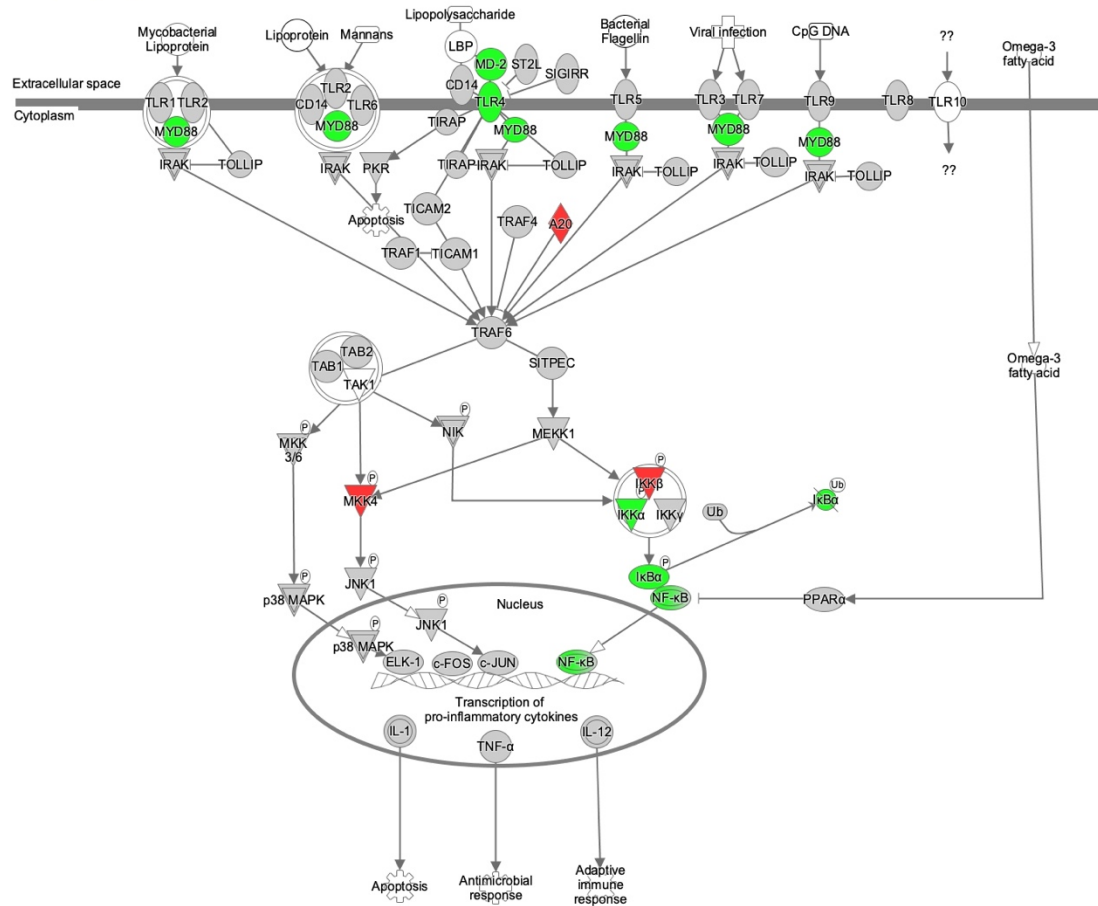 Lipopolysaccharide
Mycobacterial
Lipoprotein
Lipoprotein
Mannans
LBP
Bacterial
Flagellin
Viral infection
CpG DNA
??
Omega-3
fatty acid
MD-2
ST2L
SIGIRR
Extracellular space
Cytoplasm
TLR1
TLR2
CD14
TLR2
TLR6
CD14
TLR4
TLR5
TLR3
TLR7
TLR9
TLR8
TLR10
MYD88
MYD88
TIRAP
MYD88
MYD88
MYD88
MYD88
IRAK
TOLLIP
IRAK
PKR
TIRAP
IRAK
TOLLIP
IRAK
TOLLIP
IRAK
TOLLIP
IRAK
TOLLIP
??
Apoptosis
TICAM2
TRAF4
A20
TRAF1
TICAM1
TRAF6
TAB2
TAB1
TAK1
SITPEC
Omega-3
fatty acid
P
MKK
3/6
P
NIK
MEKK1
P
MKK4
P
IKKβ
P
IKKα
IKKγ
Ub
Ub
IκBα
P
IκBα
NF-κB
PPARα
P
p38 MAPK
P
JNK1
Nucleus
P
JNK1
P
p38 MAPK
ELK-1
c-FOS
c-JUN
NF-κB
Transcription of
pro-inflammatory cytokines
IL-1
TNF-α
IL-12
Apoptosis
Antimicrobial
response
Adaptive
immune
response